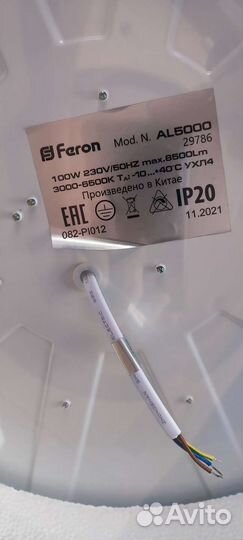 Feron
Mod. N. AL5000
29786
100W 230V/50HZ max.8500Lm
3000-6500K TA: -10...+40°C УХЛ4
Произведено в Китае
EAC
IP20
082-PI012
11.2021
Avito